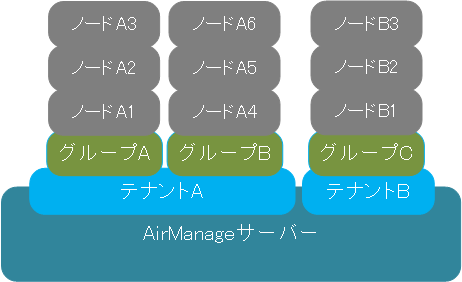 ノードA3 ノードA6 ノードB3
ノードA2 ノードA5 ノードB2
ノードA1 ノードA4 ノードB1
グループA グループB グループC
テナントA テナントB
AirManageサーバー